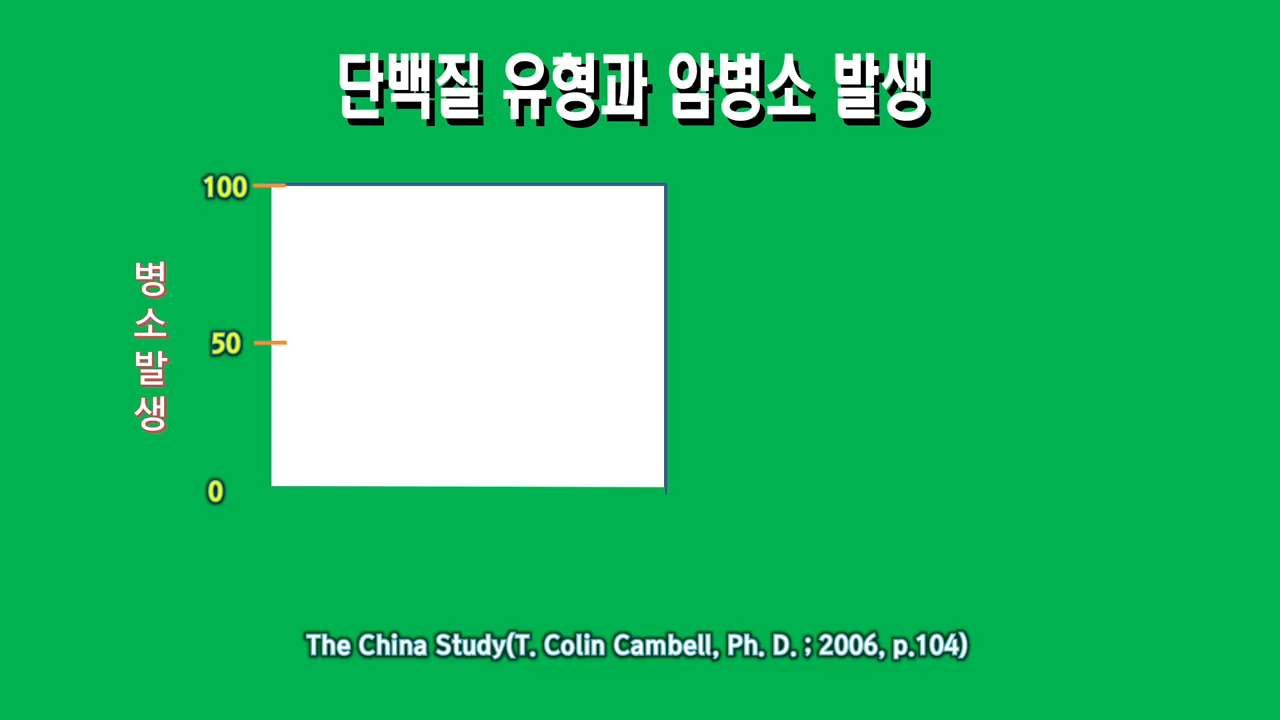 단백질 유형과 암병소 발생
100
병
소
발
생
50
0
The China Study(T. Colin Cambell, Ph. D. ; 2006, p.104)